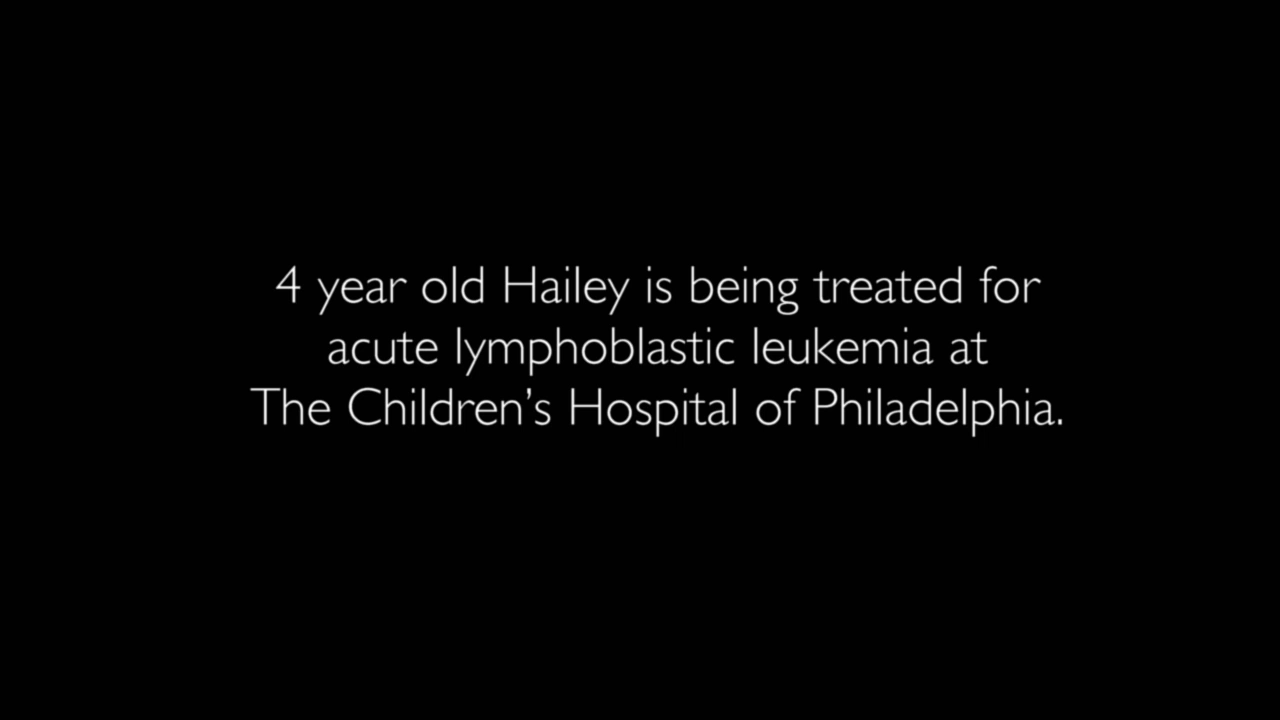 4 year old Hailey is being treated for
acute lymphoblastic leukemia at
The Children’s Hospital of Philadelphia.